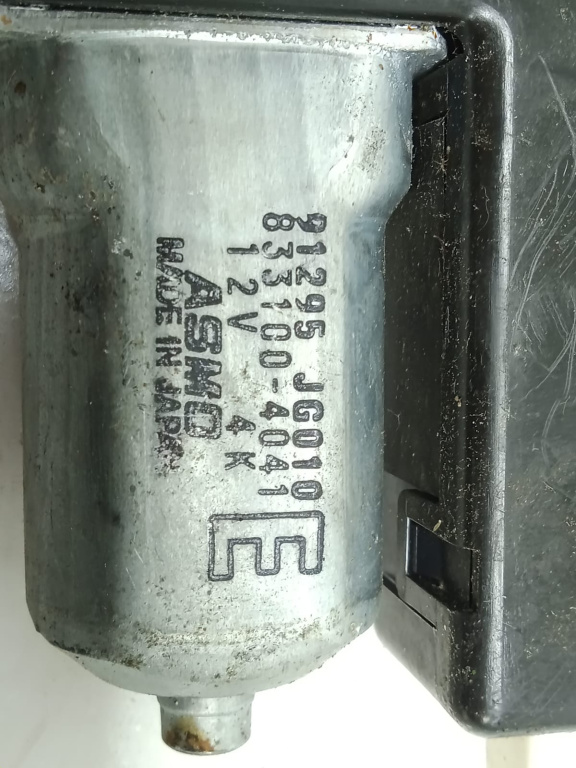 91295 JG010
833100-4041
12V 4K
ASMO
MADE IN JAPAN
E